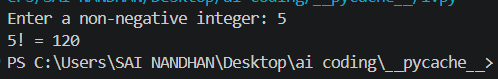 Enter a non-negative integer: 5
5! = 120
PS C:\Users\SAI NANDHAN\Desktop\ai coding\__pycache__>